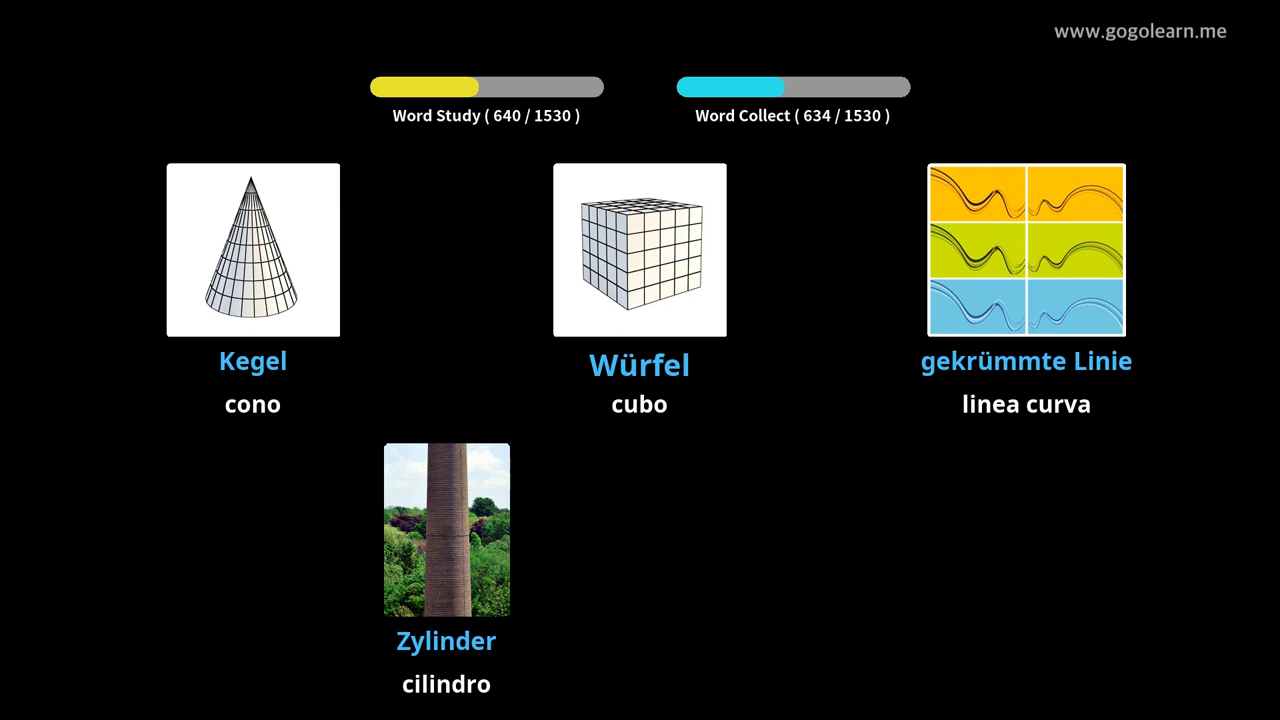 www.gogolearn.me
Word Study ( 640 / 1530 )
Word Collect ( 634 / 1530 )
Kegel
cono
Würfel
cubo
gekrümmte Linie
linea curva
Zylinder
cilindro